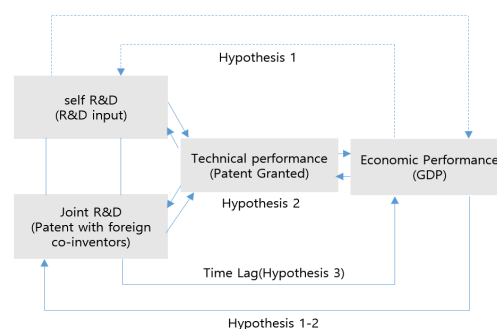 Hypothesis 1
self R&D
(R&D input)
Technical performance
(Patent Granted)
Economic Performance
(GDP)
Hypothesis 2
Joint R&D
(Patent with foreign
co-inventors)
Time Lag(Hypothesis 3)
Hypothesis 1-2